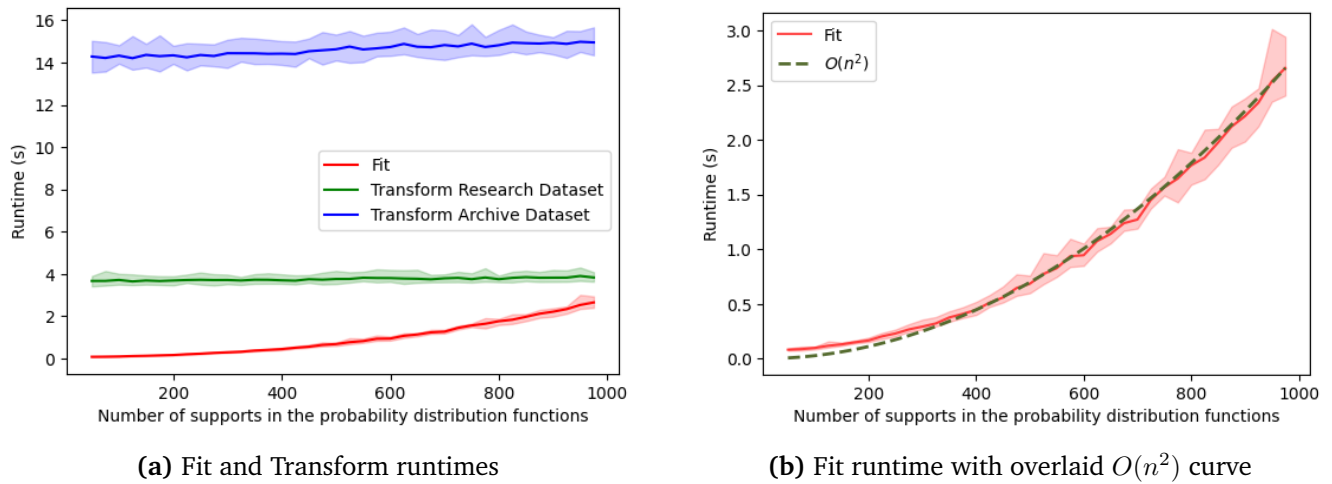 16
14
12
10
8
6
4
2
0
Runtime (s)
Fit
Transform Research Dataset
Transform Archive Dataset
200 400 600 800 1000
Number of supports in the probability distribution functions
(a) Fit and Transform runtimes
3.0
2.5
2.0
1.5
1.0
0.5
0.0
Runtime (s)
Fit
O(n²)
200 400 600 800 1000
Number of supports in the probability distribution functions
(b) Fit runtime with overlaid O(n²) curve